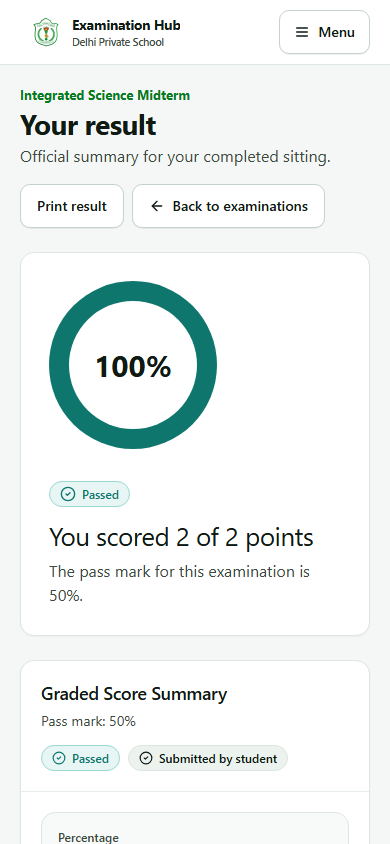 Examination Hub
Delhi Private School
Menu
Integrated Science Midterm
Your result
Official summary for your completed sitting.
Print result
Back to examinations
100%
Passed
You scored 2 of 2 points
The pass mark for this examination is
50%.
Graded Score Summary
Pass mark: 50%
Passed
Submitted by student
Percentage